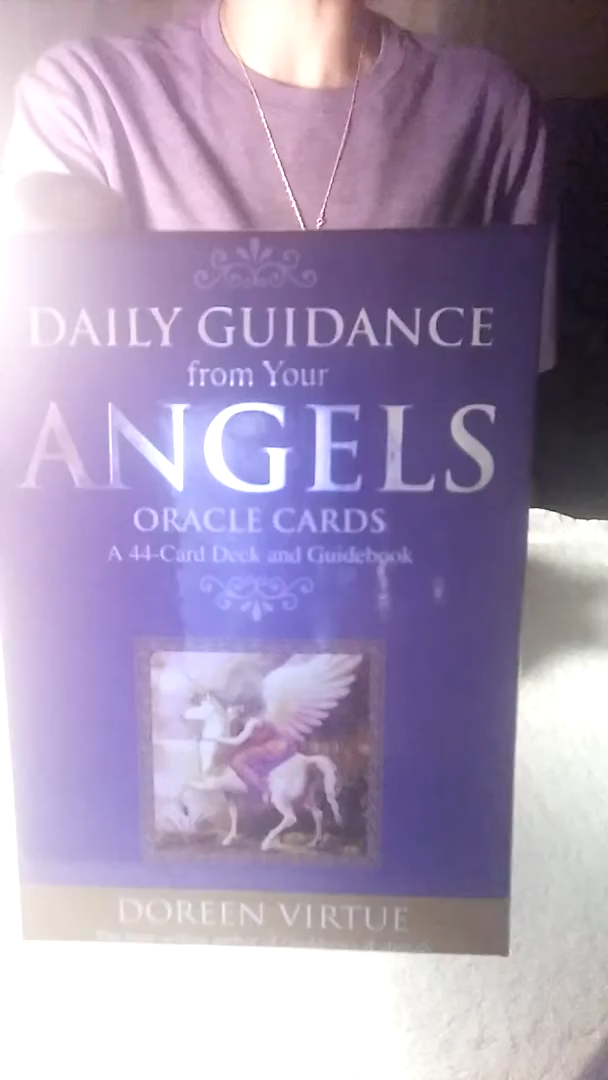 DAILY GUIDANCE
from Your
ANGELS
ORACLE CARDS
A 44-Card Deck and Guidebook
DOREEN VIRTUE